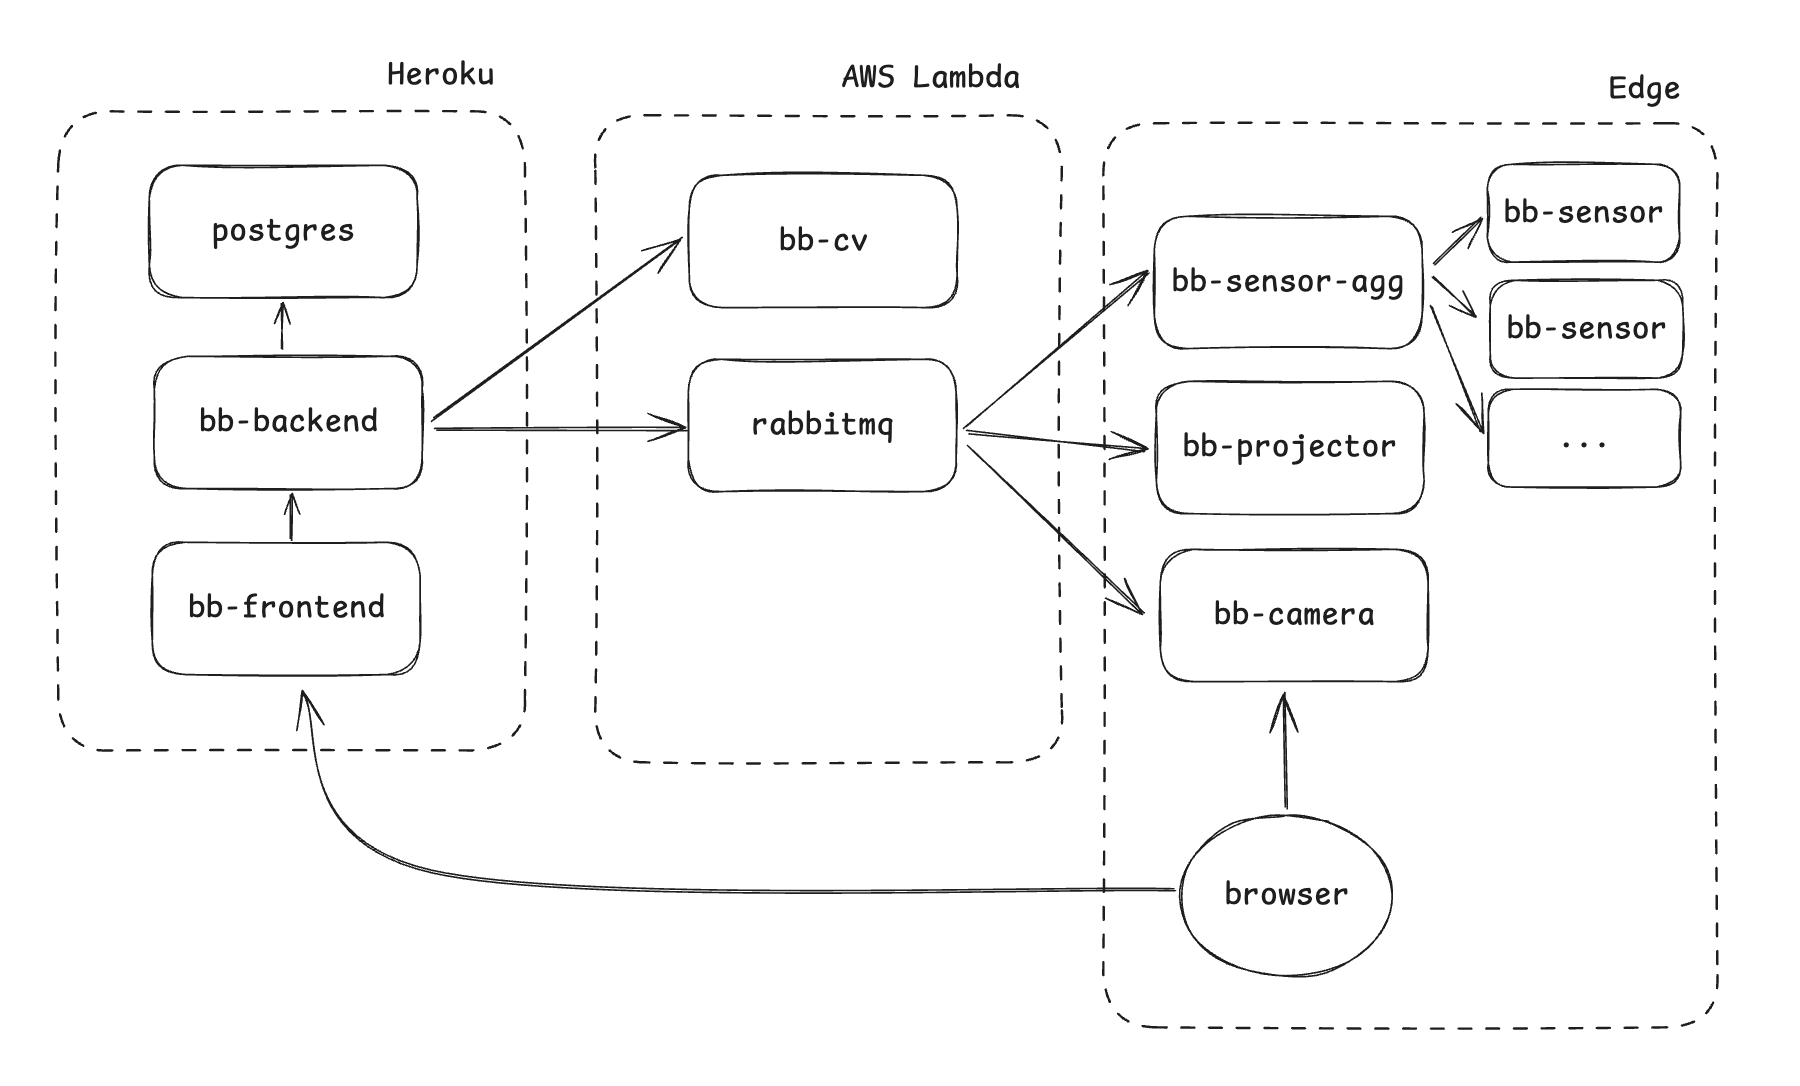 Heroku
postgres
bb-backend
bb-frontend
AWS Lambda
bb-cv
rabbitmq
Edge
bb-sensor-agg
bb-projector
bb-camera
browser
bb-sensor
bb-sensor
...